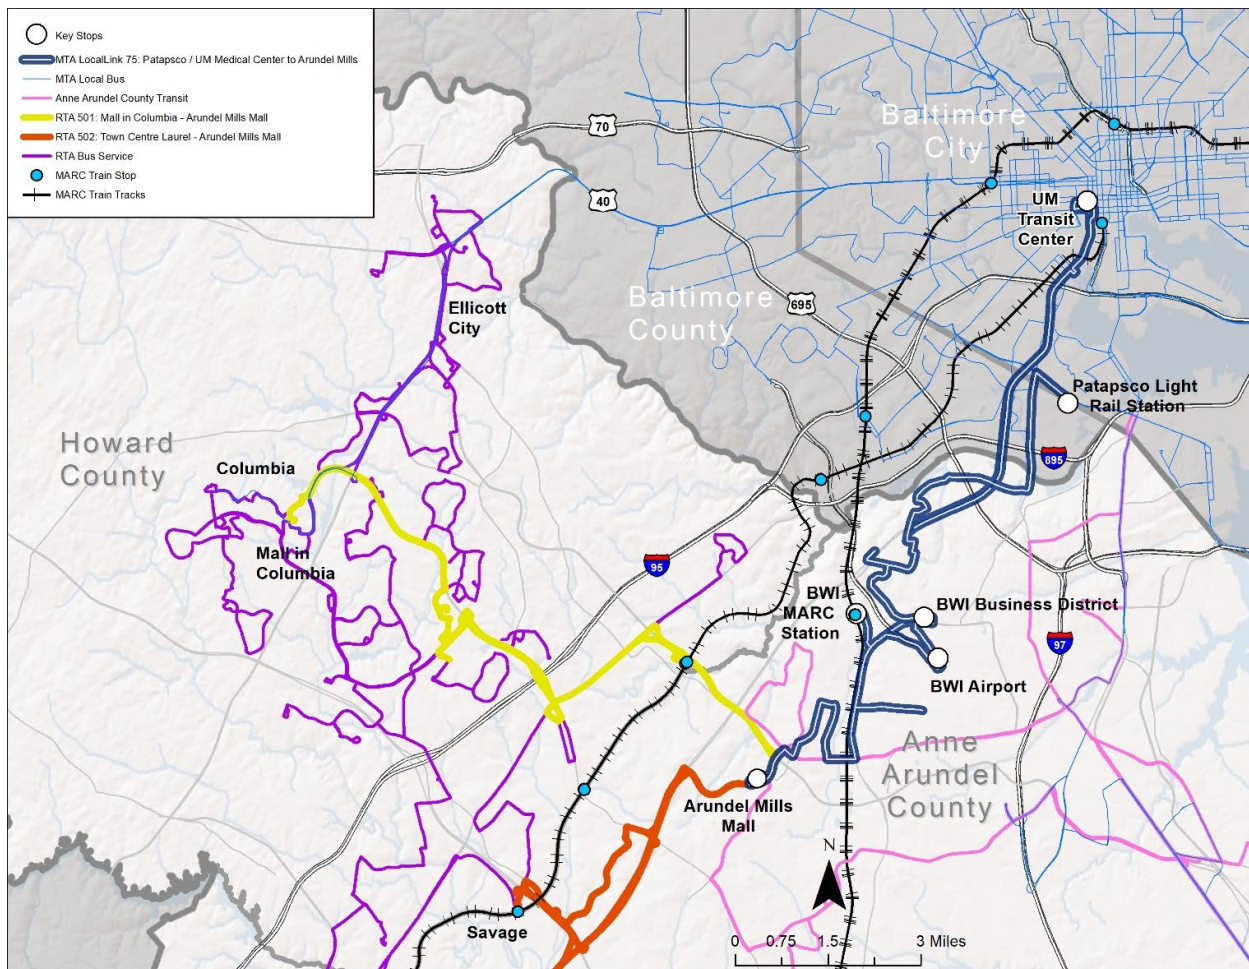 Key Stops
MTA LocalLink 75: Patapsco / UM Medical Center to Arundel Mills
MTA Local Bus
Anne Arundel County Transit
RTA 501: Mall in Columbia - Arundel Mills Mall
RTA 502: Town Centre Laurel - Arundel Mills Mall
RTA Bus Service
MARC Train Stop
MARC Train Tracks
70
Baltimore
City
40
UM
Transit
Center
Baltimore
County
695
Ellicott
City
Patapsco Light
Rail Station
Howard
County
895
Columbia
Mall in
Columbia
95
BWI
MARC
Station
BWI Business District
97
BWI Airport
Anne
Arundel
County
Arundel Mills
Mall
N
Savage
0 0.75 1.5 3 Miles